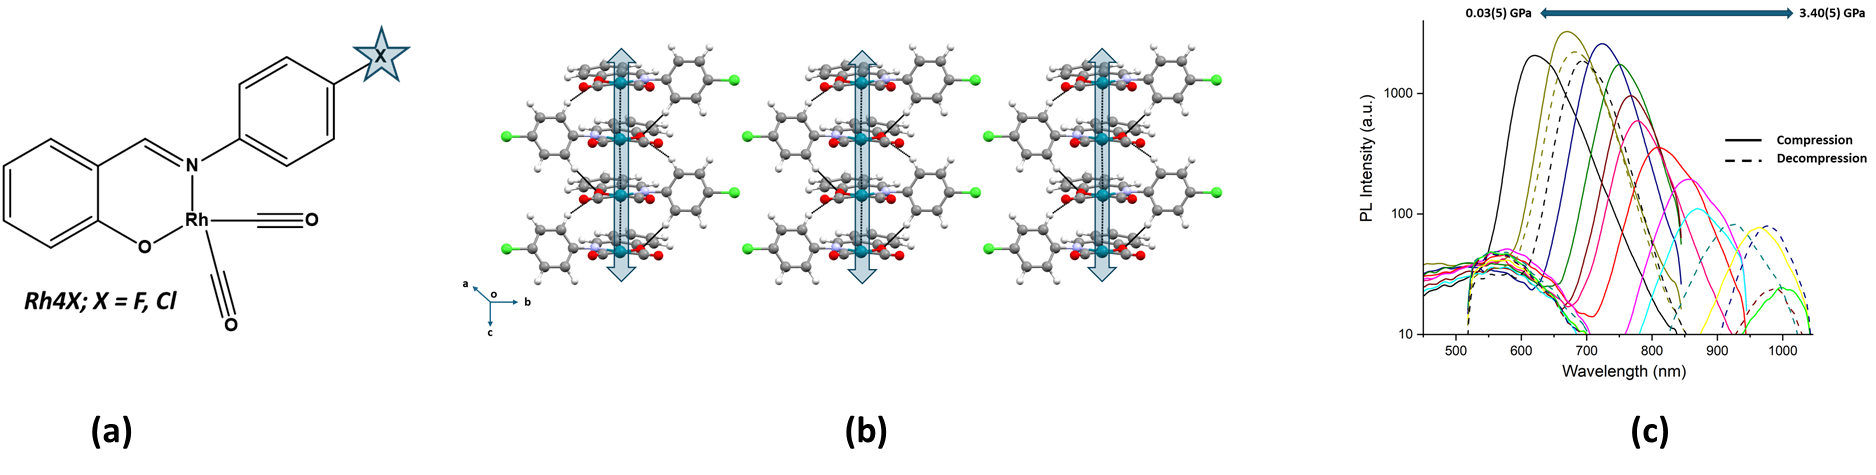 X
N
Rh
O
O
O
Rh4X; X = F, Cl
(a)
a
o
b
c
(b)
0.03(5) GPa
3.40(5) GPa
PL Intensity (a.u.)
1000
100
10
Compression
Decompression
500 600 700 800 900 1000
Wavelength (nm)
(c)